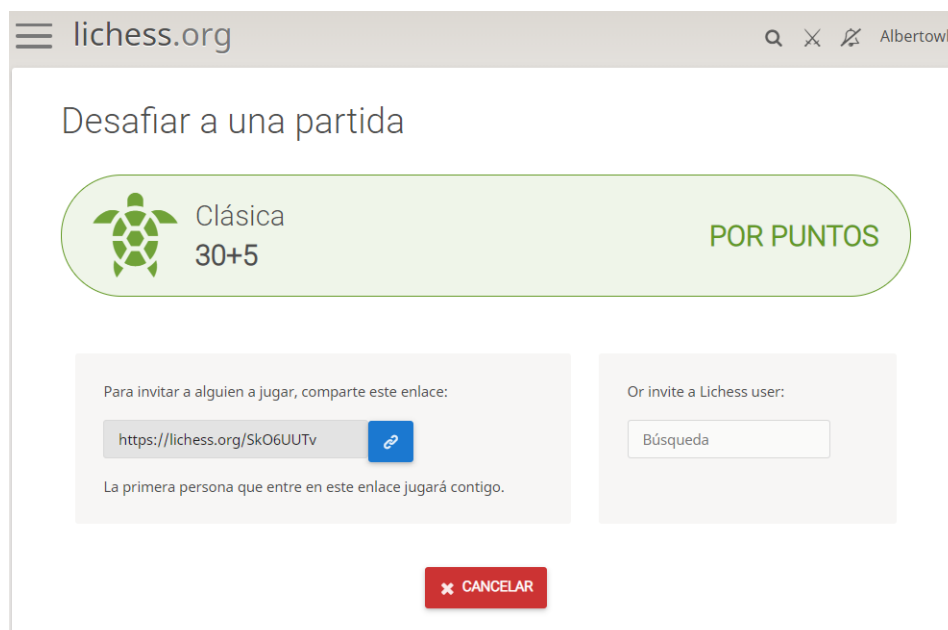 lichess.org
Albertowl
Desafiar a una partida
Clásica
30+5
POR PUNTOS
Para invitar a alguien a jugar, comparte este enlace:
https://lichess.org/SkO6UUTv
La primera persona que entre en este enlace jugará contigo.
Or invite a Lichess user:
Búsqueda
CANCELAR